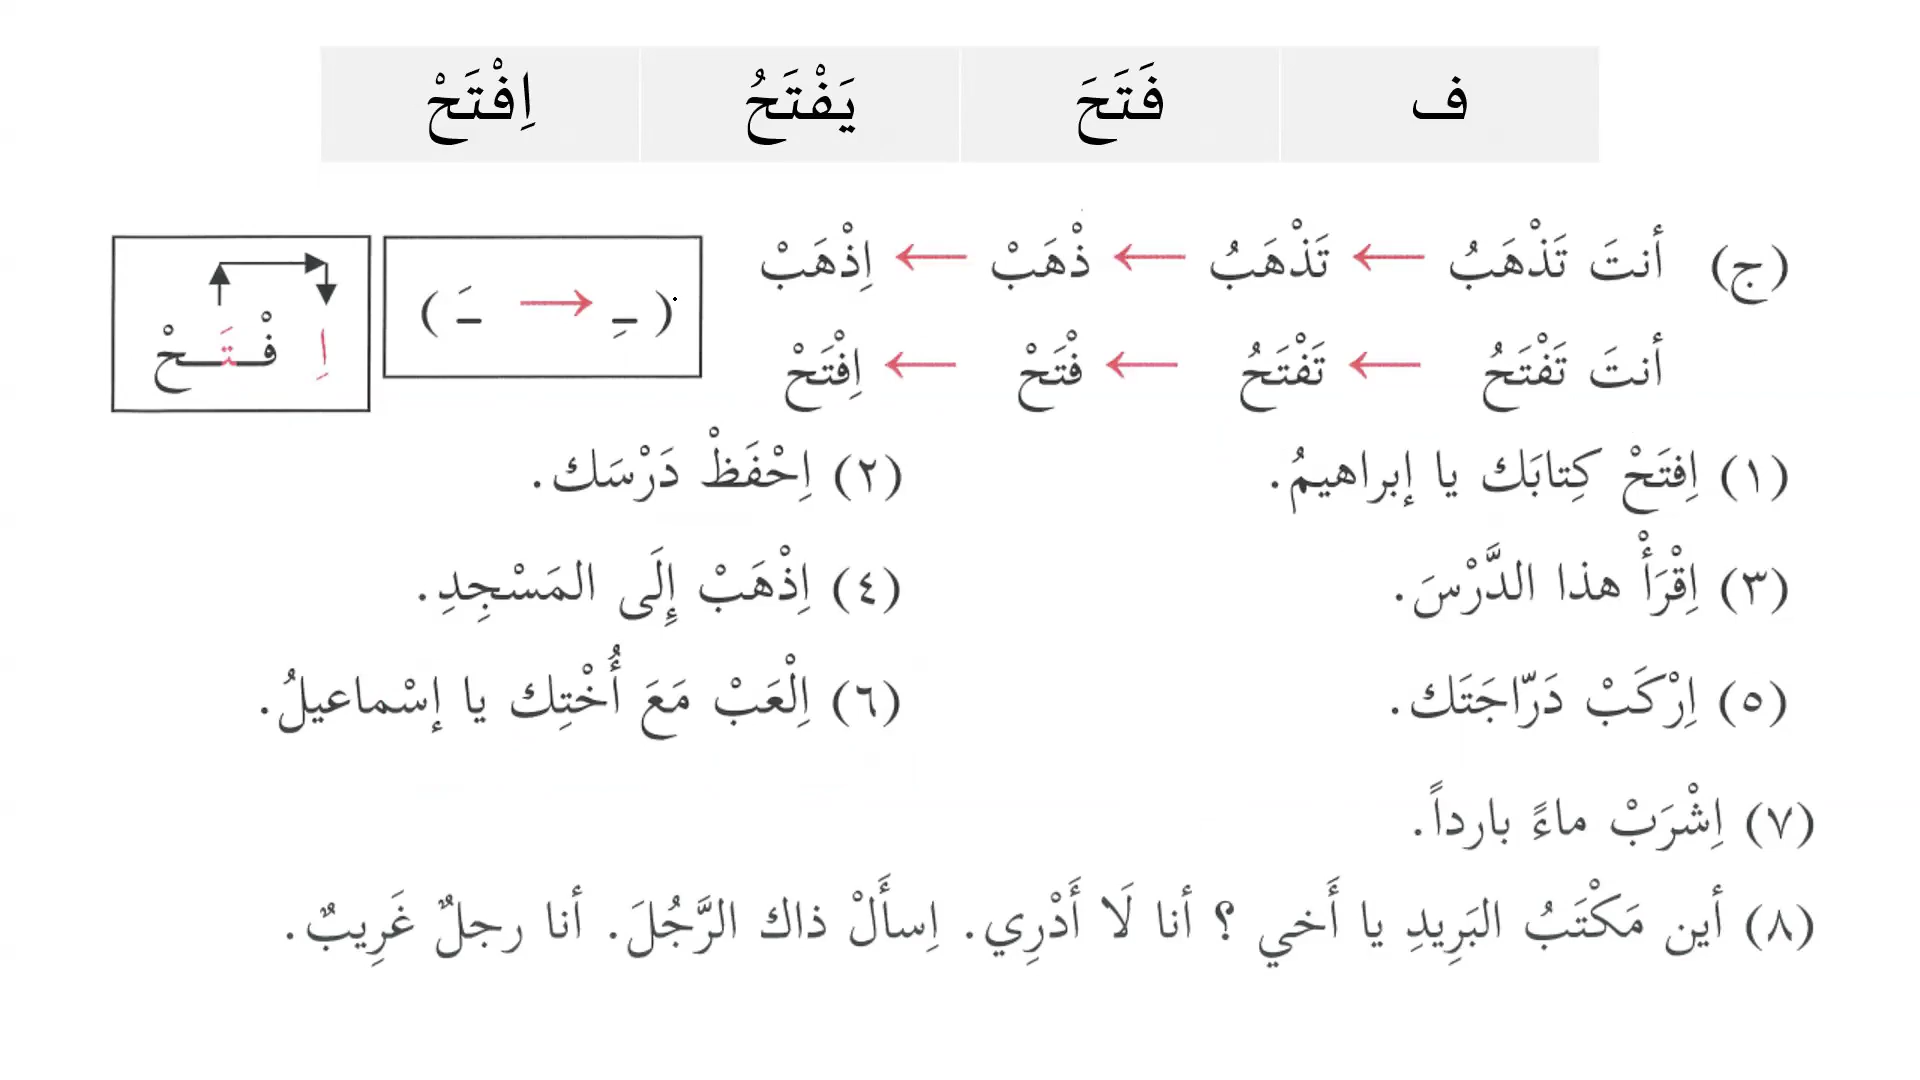 ف فَتَحَ يَفْتَحُ اِفْتَحْ
(ج) أنتَ تَذْهَبُ ← تَذْهَبُ ← ذْهَبْ ← اِذْهَبْ
( ـِ → ـَ )
أنتَ تَفْتَحُ ← تَفْتَحُ ← فْتَحْ ← اِفْتَحْ
اِ فْـتَـحْ
(١) اِفتَحْ كِتابَك يا إبراهيمُ.
(٢) اِحْفَظْ دَرْسَك.
(٣) اِقْرَأْ هذا الدَّرْسَ.
(٤) اِذْهَبْ إِلَى المَسْجِدِ.
(٥) اِرْكَبْ دَرّاجَتَك.
(٦) اِلْعَبْ مَعَ أُخْتِك يا إسْماعيلُ.
(٧) اِشْرَبْ ماءً بارداً.
(٨) أين مَكْتَبُ البَرِيدِ يا أَخي ؟ أنا لَا أَدْرِي. اِسأَلْ ذاك الرَّجُلَ. أنا رجلٌ غَرِيبٌ.